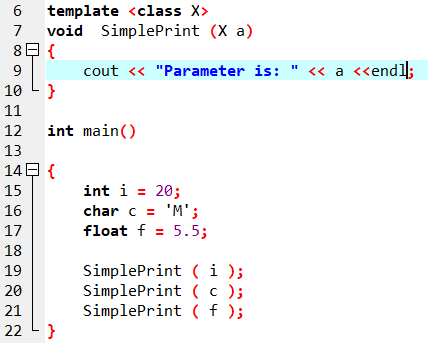 6 template <class X>
7 void  SimplePrint (X a)
8 {
9     cout << "Parameter is: " << a <<endl;
10 }
11
12 int main()
13
14 {
15     int i = 20;
16     char c = 'M';
17     float f = 5.5;
18
19     SimplePrint ( i );
20     SimplePrint ( c );
21     SimplePrint ( f );
22 }